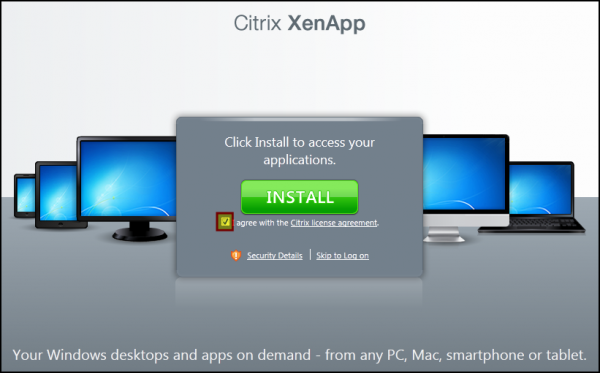 Citrix XenApp
Click Install to access your
applications.
INSTALL
agree with the Citrix license agreement.
Security Details | Skip to Log on
Your Windows desktops and apps on demand - from any PC, Mac, smartphone or tablet.